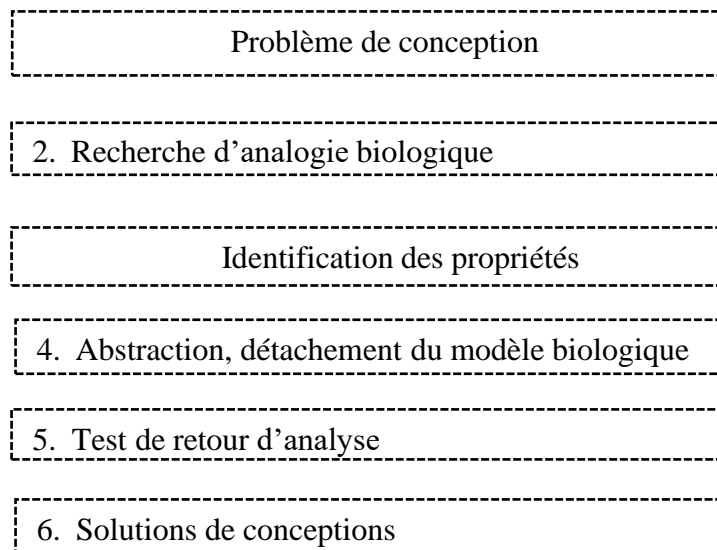 Problème de conception
2. Recherche d’analogie biologique
Identification des propriétés
4. Abstraction, détachement du modèle biologique
5. Test de retour d’analyse
6. Solutions de conceptions